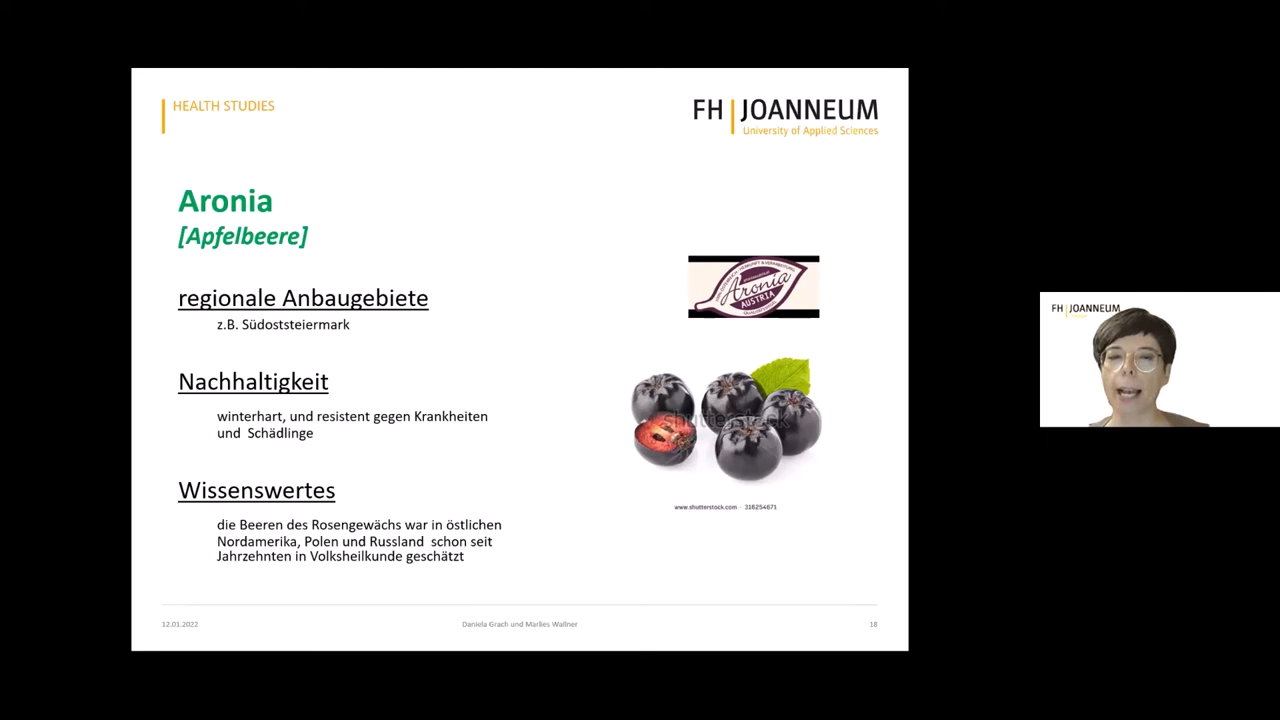 HEALTH STUDIES
FH JOANNEUM
University of Applied Sciences
Aronia
[Apfelbeere]
regionale Anbaugebiete
z.B. Südoststeiermark
Nachhaltigkeit
winterhart, und resistent gegen Krankheiten
und Schädlinge
Wissenswertes
die Beeren des Rosengewächs war in östlichen
Nordamerika, Polen und Russland schon seit
Jahrzehnten in Volksheilkunde geschätzt
Aronia
AUSTRIA
shutterstock
www.shutterstock.com · 316254671
12.01.2022
Daniela Grach und Marlies Wallner
18
FH JOANNEUM